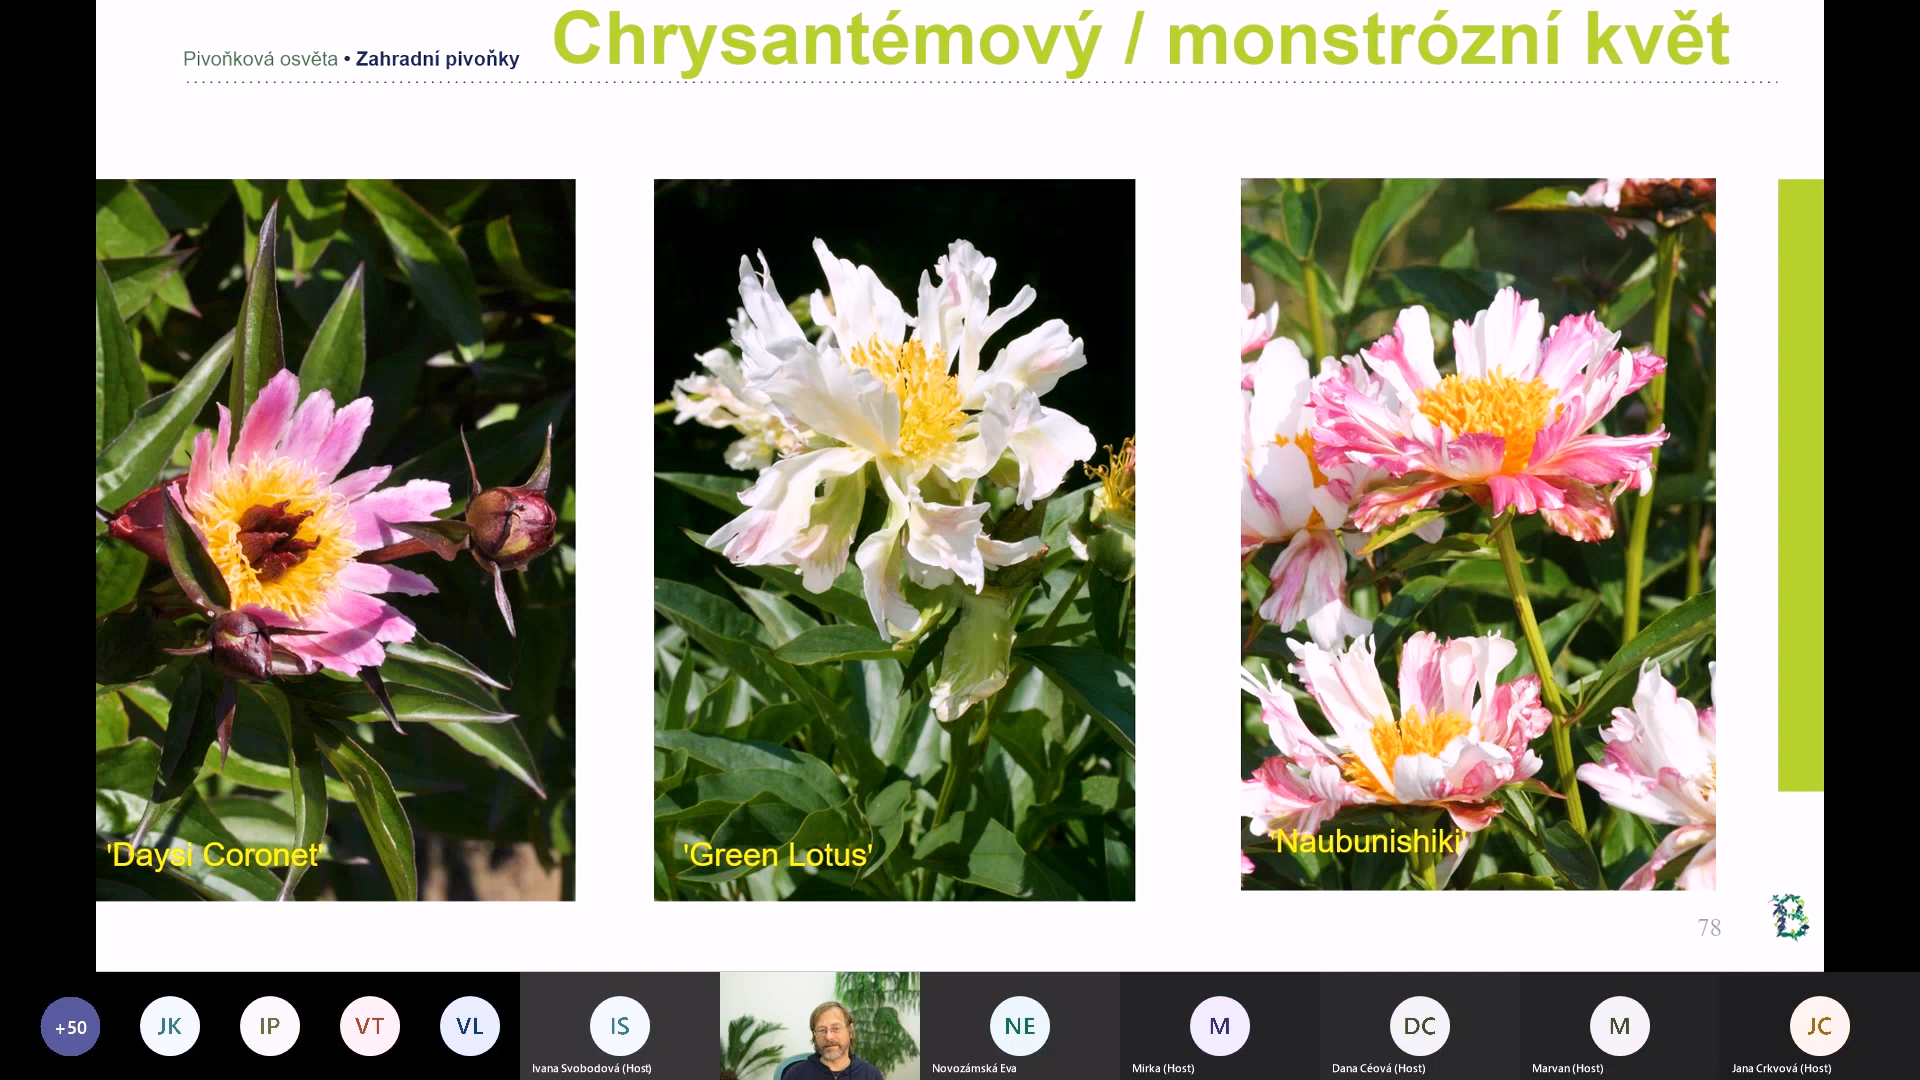 Chrysantémový / monstrózní květ
Pivoňková osvěta • Zahradní pivoňky
'Daysi Coronet'
'Green Lotus'
'Naubunishiki'
78
B
+50
JK
IP
VT
VL
IS
NE
M
DC
M
JC
Ivana Svobodová (Host)
Novozámská Eva
Mirka (Host)
Dana Céová (Host)
Marvan (Host)
Jana Crkvová (Host)